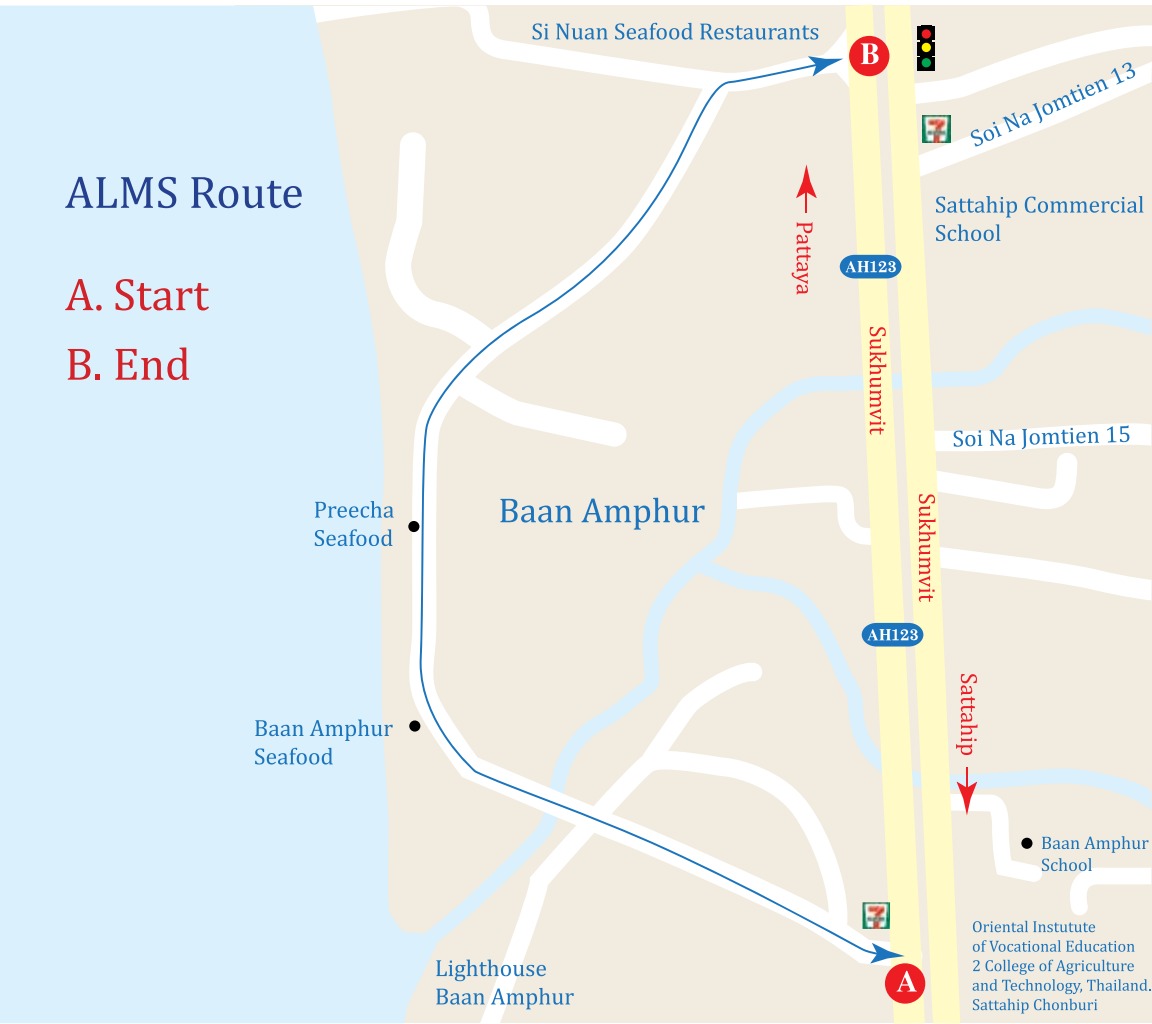 Si Nuan Seafood Restaurants
B
Soi Na Jomtien 13
7
ALMS Route
Sattahip Commercial
School
Pattaya
AH123
A. Start
B. End
Sukhumvit
Soi Na Jomtien 15
Preecha
Seafood
Baan Amphur
Sukhumvit
AH123
Sattahip
Baan Amphur
Seafood
Baan Amphur
School
7
Oriental Instutute
of Vocational Education
2 College of Agriculture
and Technology, Thailand.
Sattahip Chonburi
Lighthouse
Baan Amphur
A